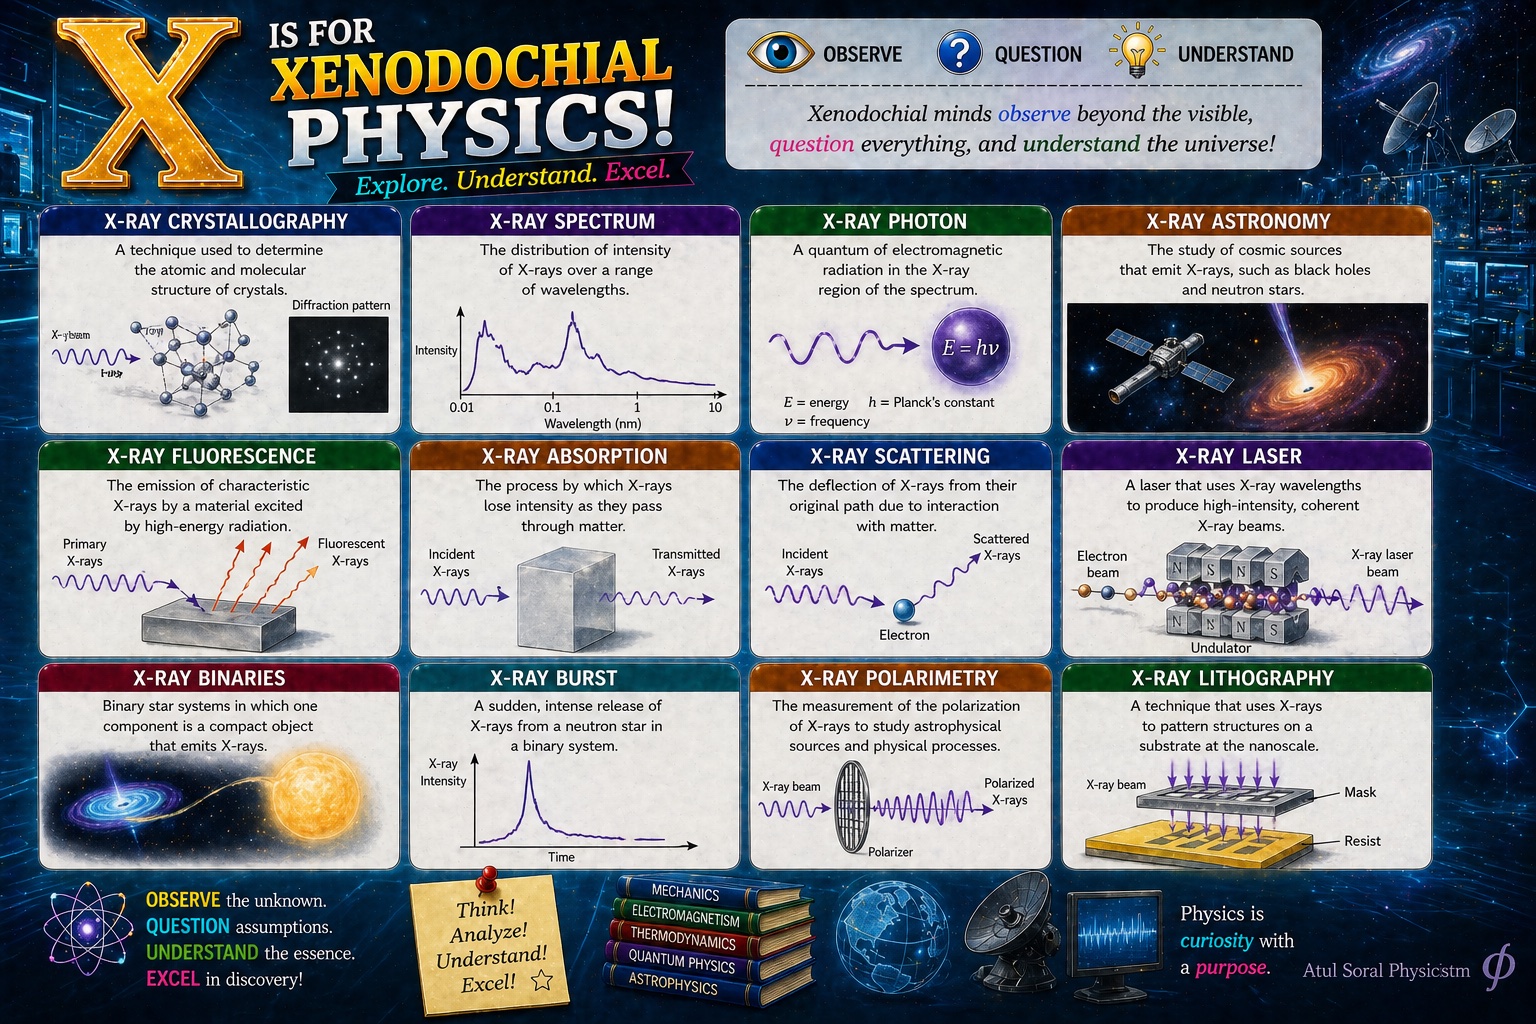 X
IS FOR
XENODOCHIAL
PHYSICS!
Explore. Understand. Excel.
OBSERVE
?
QUESTION
UNDERSTAND
Xenodochial minds observe beyond the visible,
question everything, and understand the universe!
X-RAY CRYSTALLOGRAPHY
A technique used to determine
the atomic and molecular
structure of crystals.
Diffraction pattern
X-RAY SPECTRUM
The distribution of intensity
of X-rays over a range
of wavelengths.
Intensity
0.01 0.1 1 10
Wavelength (nm)
X-RAY PHOTON
A quantum of electromagnetic
radiation in the X-ray
region of the spectrum.
E = hν
E = energy h = Planck's constant
ν = frequency
X-RAY ASTRONOMY
The study of cosmic sources
that emit X-rays, such as black holes
and neutron stars.
X-RAY FLUORESCENCE
The emission of characteristic
X-rays by a material excited
by high-energy radiation.
Primary
X-rays
Fluorescent
X-rays
X-RAY ABSORPTION
The process by which X-rays
lose intensity as they pass
through matter.
Incident
X-rays
Transmitted
X-rays
X-RAY SCATTERING
The deflection of X-rays from their
original path due to interaction
with matter.
Incident
X-rays
Scattered
X-rays
Electron
X-RAY LASER
A laser that uses X-ray wavelengths
to produce high-intensity, coherent
X-ray beams.
Electron
beam
X-ray laser
beam
N S N S
N N N S
Undulator
X-RAY BINARIES
Binary star systems in which one
component is a compact object
that emits X-rays.
X-RAY BURST
A sudden, intense release of
X-rays from a neutron star in
a binary system.
X-ray
Intensity
Time
X-RAY POLARIMETRY
The measurement of the polarization
of X-rays to study astrophysical
sources and physical processes.
X-ray beam
Polarized
X-rays
Polarizer
X-RAY LITHOGRAPHY
A technique that uses X-rays
to pattern structures on a
substrate at the nanoscale.
X-ray beam
Mask
Resist
OBSERVE the unknown.
QUESTION assumptions.
UNDERSTAND the essence.
EXCEL in discovery!
Think!
Analyze!
Understand!
Excel!
MECHANICS
ELECTROMAGNETISM
THERMODYNAMICS
QUANTUM PHYSICS
ASTROPHYSICS
Physics is
curiosity with
a purpose.
Atul Soral Physicistm ϕ